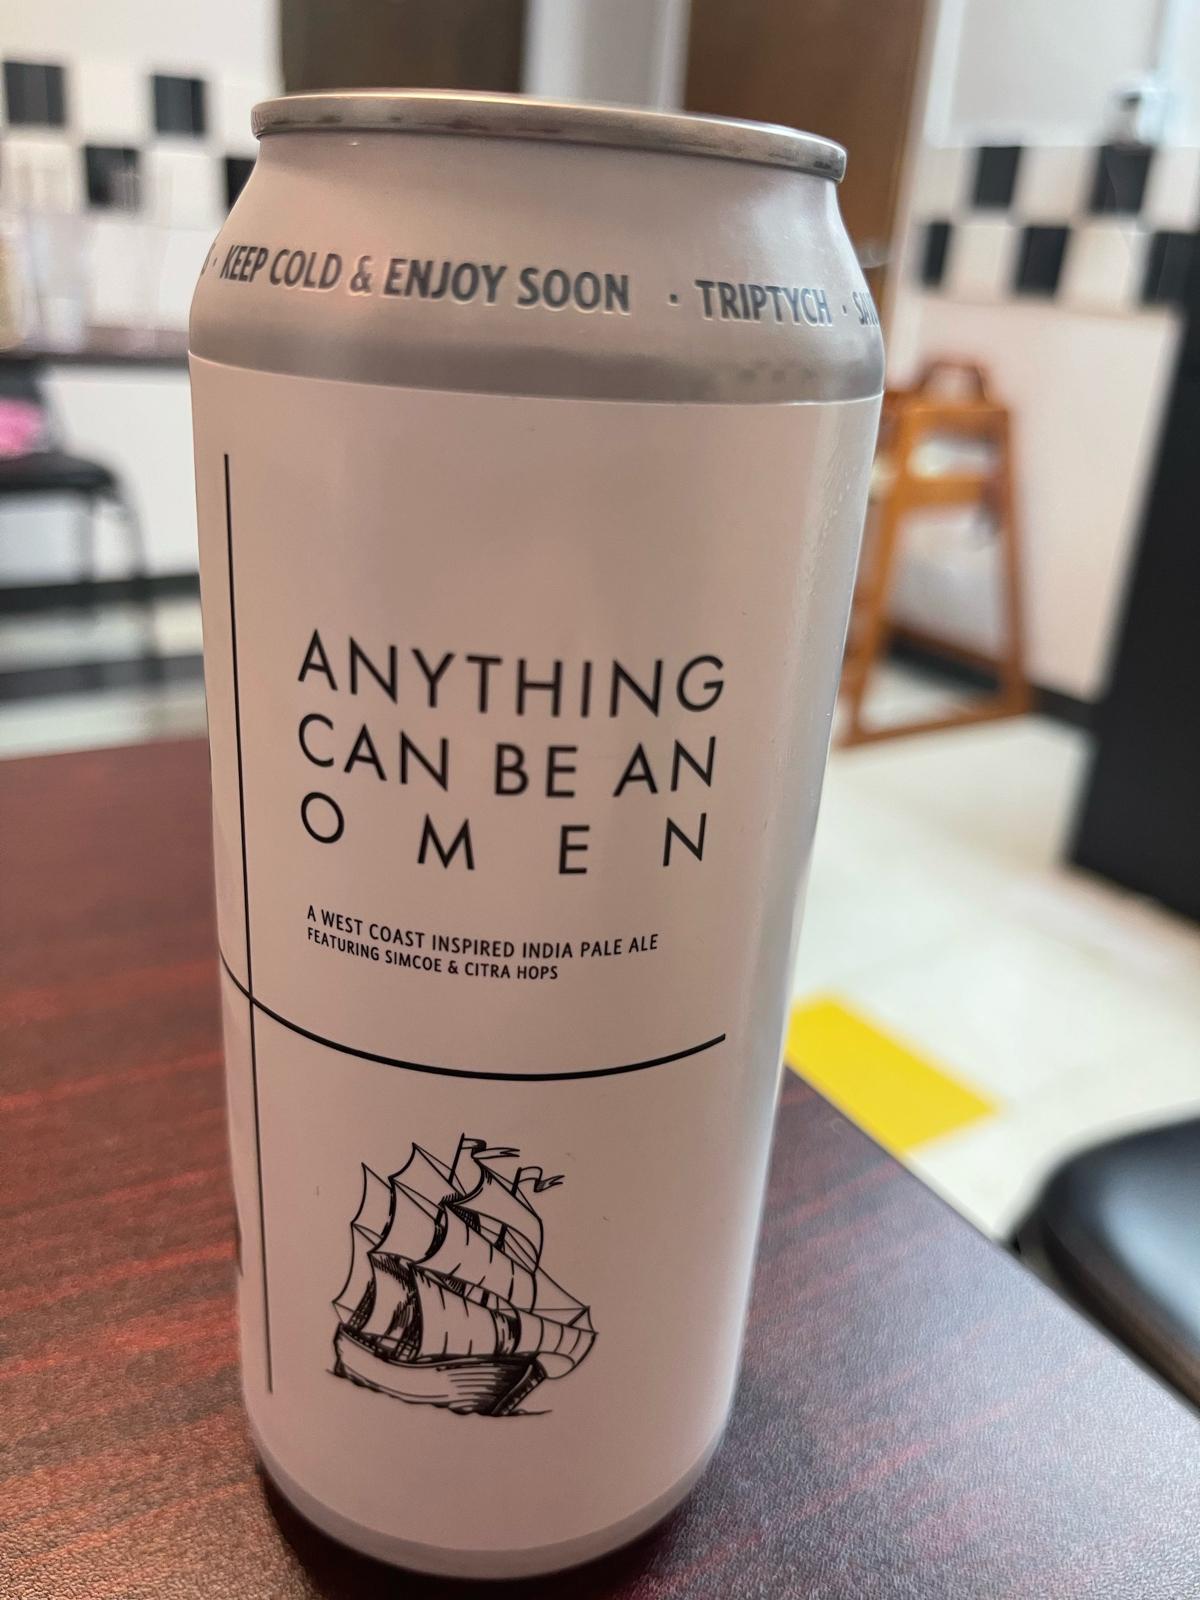 · KEEP COLD & ENJOY SOON · TRIPTYCH ·
ANYTHING
CAN BE AN
OMEN
A WEST COAST INSPIRED INDIA PALE ALE
FEATURING SIMCOE & CITRA HOPS